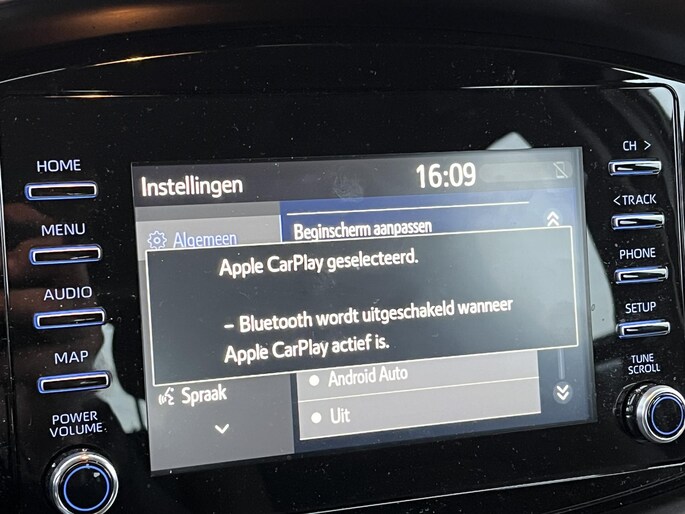 HOME
MENU
AUDIO
MAP
POWER
VOLUME
Instellingen
16:09
Algemeen
Beginscherm aanpassen
Apple CarPlay geselecteerd.
– Bluetooth wordt uitgeschakeld wanneer
Apple CarPlay actief is.
Spraak
Android Auto
Uit
CH >
< TRACK
PHONE
SETUP
TUNE
SCROLL